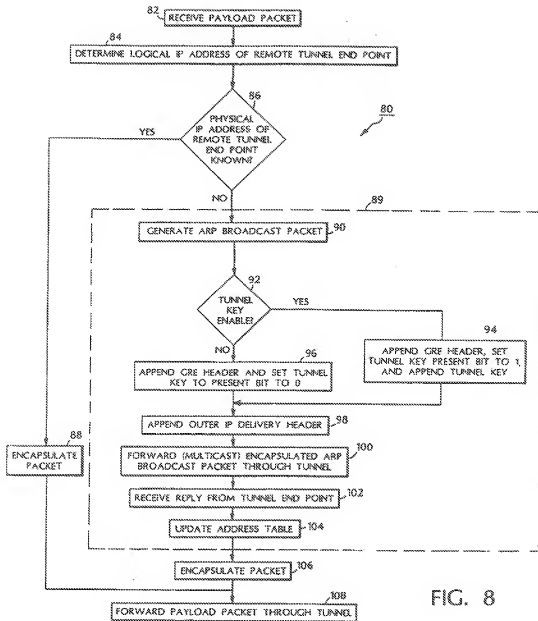 82
RECEIVE PAYLOAD PACKET
84
DETERMINE LOGICAL IP ADDRESS OF REMOTE TUNNEL END POINT
86
80
PHYSICAL
IP ADDRESS OF
REMOTE TUNNEL
END POINT
KNOWN?
YES
NO
89
GENERATE ARP BROADCAST PACKET
90
92
TUNNEL
KEY
ENABLE?
YES
NO
94
APPEND GRE HEADER, SET
TUNNEL KEY PRESENT BIT TO 1,
AND APPEND TUNNEL KEY
96
APPEND GRE HEADER AND SET TUNNEL
KEY TO PRESENT BIT TO 0
APPEND OUTER IP DELIVERY HEADER
98
88
ENCAPSULATE
PACKET
100
FORWARD (MULTICAST) ENCAPSULATED ARP
BROADCAST PACKET THROUGH TUNNEL
RECEIVE REPLY FROM TUNNEL END POINT
102
UPDATE ADDRESS TABLE
104
ENCAPSULATE PACKET
106
108
FORWARD PAYLOAD PACKET THROUGH TUNNEL
FIG. 8